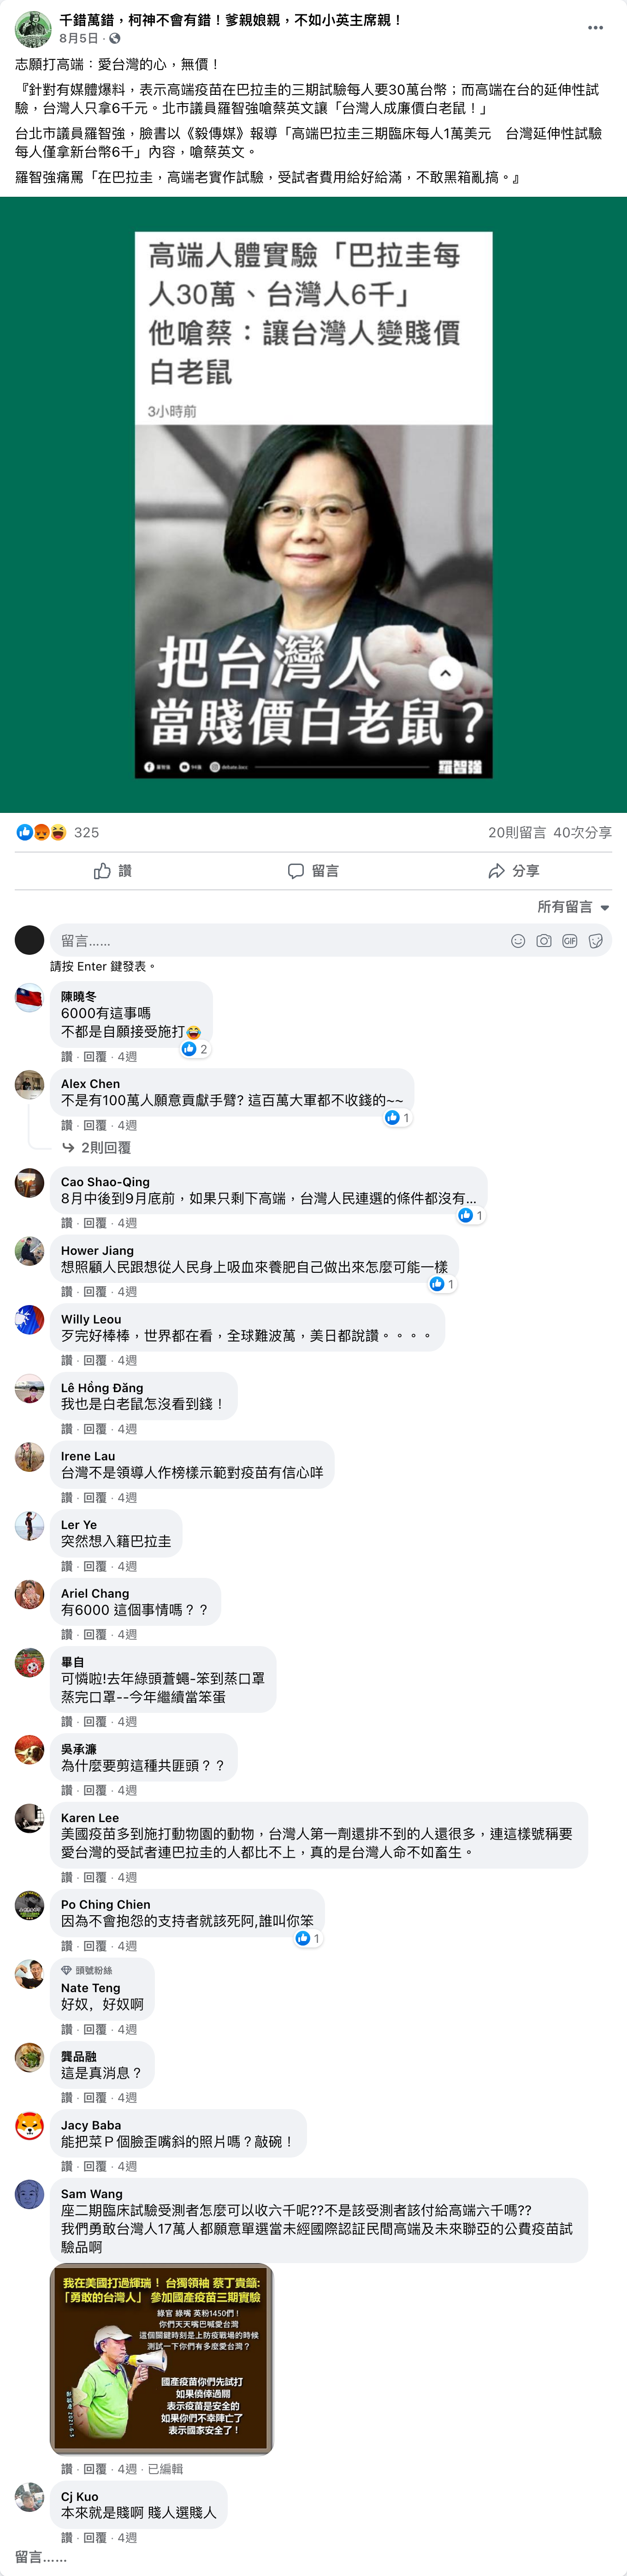 千錯萬錯，柯神不會有錯！爹親娘親，不如小英主席親！
8月5日 ·
志願打高端：愛台灣的心，無價！
『針對有媒體爆料，表示高端疫苗在巴拉圭的三期試驗每人要30萬台幣；而高端在台的延伸性試
驗，台灣人只拿6千元。北市議員羅智強嗆蔡英文讓「台灣人成廉價白老鼠！」
台北市議員羅智強，臉書以《毅傳媒》報導「高端巴拉圭三期臨床每人1萬美元　台灣延伸性試驗
每人僅拿新台幣6千」內容，嗆蔡英文。
羅智強痛罵「在巴拉圭，高端老實作試驗，受試者費用給好給滿，不敢黑箱亂搞。』
高端人體實驗「巴拉圭每
人30萬、台灣人6千」
他嗆蔡：讓台灣人變賤價
白老鼠
3小時前
把台灣人
當賤價白老鼠？
羅智強
325
20則留言 40次分享
讚
留言
分享
所有留言
留言……
請按 Enter 鍵發表。
陳曉冬
6000有這事嗎
不都是自願接受施打😂
2
讚 · 回覆 · 4週
Alex Chen
不是有100萬人願意貢獻手臂? 這百萬大軍都不收錢的~~
1
讚 · 回覆 · 4週
2則回覆
Cao Shao-Qing
8月中後到9月底前，如果只剩下高端，台灣人民連選的條件都沒有...
1
讚 · 回覆 · 4週
Hower Jiang
想照顧人民跟想從人民身上吸血來養肥自己做出來怎麼可能一樣
1
讚 · 回覆 · 4週
Willy Leou
歹完好棒棒，世界都在看，全球難波萬，美日都說讚。。。。
讚 · 回覆 · 4週
Lê Hồng Đăng
我也是白老鼠怎沒看到錢！
讚 · 回覆 · 4週
Irene Lau
台灣不是領導人作榜樣示範對疫苗有信心咩
讚 · 回覆 · 4週
Ler Ye
突然想入籍巴拉圭
讚 · 回覆 · 4週
Ariel Chang
有6000 這個事情嗎？？
讚 · 回覆 · 4週
畢自
可憐啦!去年綠頭蒼蠅-笨到蒸口罩
蒸完口罩--今年繼續當笨蛋
讚 · 回覆 · 4週
吳承濂
為什麼要剪這種共匪頭？？
讚 · 回覆 · 4週
Karen Lee
美國疫苗多到施打動物園的動物，台灣人第一劑還排不到的人還很多，連這樣號稱要
愛台灣的受試者連巴拉圭的人都比不上，真的是台灣人命不如畜生。
讚 · 回覆 · 4週
Po Ching Chien
因為不會抱怨的支持者就該死阿,誰叫你笨
1
讚 · 回覆 · 4週
頭號粉絲
Nate Teng
好奴，好奴啊
讚 · 回覆 · 4週
龔品融
這是真消息？
讚 · 回覆 · 4週
Jacy Baba
能把菜Ｐ個臉歪嘴斜的照片嗎？敲碗！
讚 · 回覆 · 4週
Sam Wang
座二期臨床試驗受測者怎麼可以收六千呢??不是該受測者該付給高端六千嗎??
我們勇敢台灣人17萬人都願意單選當未經國際認証民間高端及未來聯亞的公費疫苗試
驗品啊
我在美國打過輝瑞！ 台獨領袖 蔡丁貴籲:
「勇敢的台灣人」 參加國產疫苗三期實驗
綠官 綠嘴 英粉1450們！
你們天天嘴巴喊愛台灣
這個關鍵時刻是上防疫戰場的時候
測試一下你們有多麼愛台灣？
國產疫苗你們先試打
如果僥倖過關
表示疫苗是安全的
如果你們不幸陣亡了
表示國家安全了！
讚 · 回覆 · 4週 · 已編輯
Cj Kuo
本來就是賤啊 賤人選賤人
讚 · 回覆 · 4週
留言……